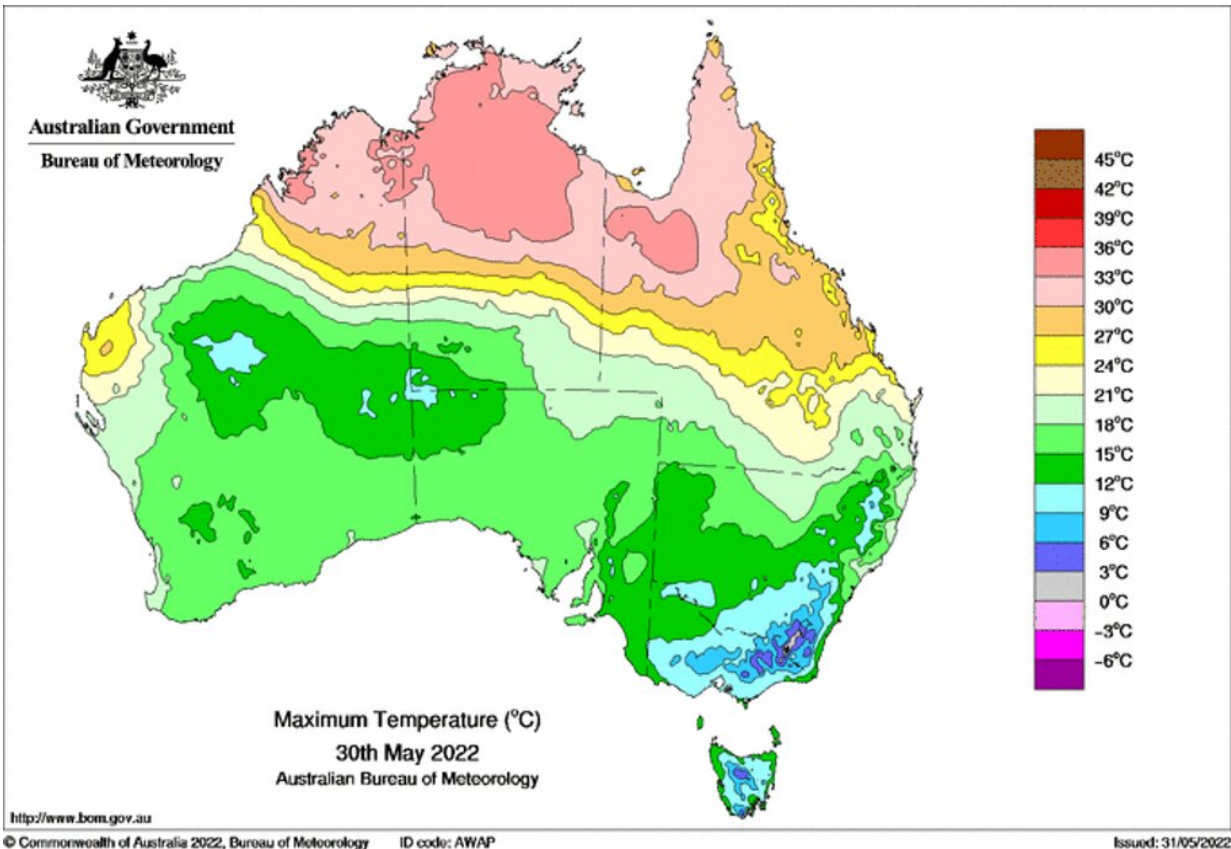 Australian Government
Bureau of Meteorology
45°C
42°C
39°C
36°C
33°C
30°C
27°C
24°C
21°C
18°C
15°C
12°C
9°C
6°C
3°C
0°C
-3°C
-6°C
Maximum Temperature (°C)
30th May 2022
Australian Bureau of Meteorology
http://www.bom.gov.au
© Commonwealth of Australia 2022, Bureau of Meteorology ID code: AWAP Issued: 31/05/2022